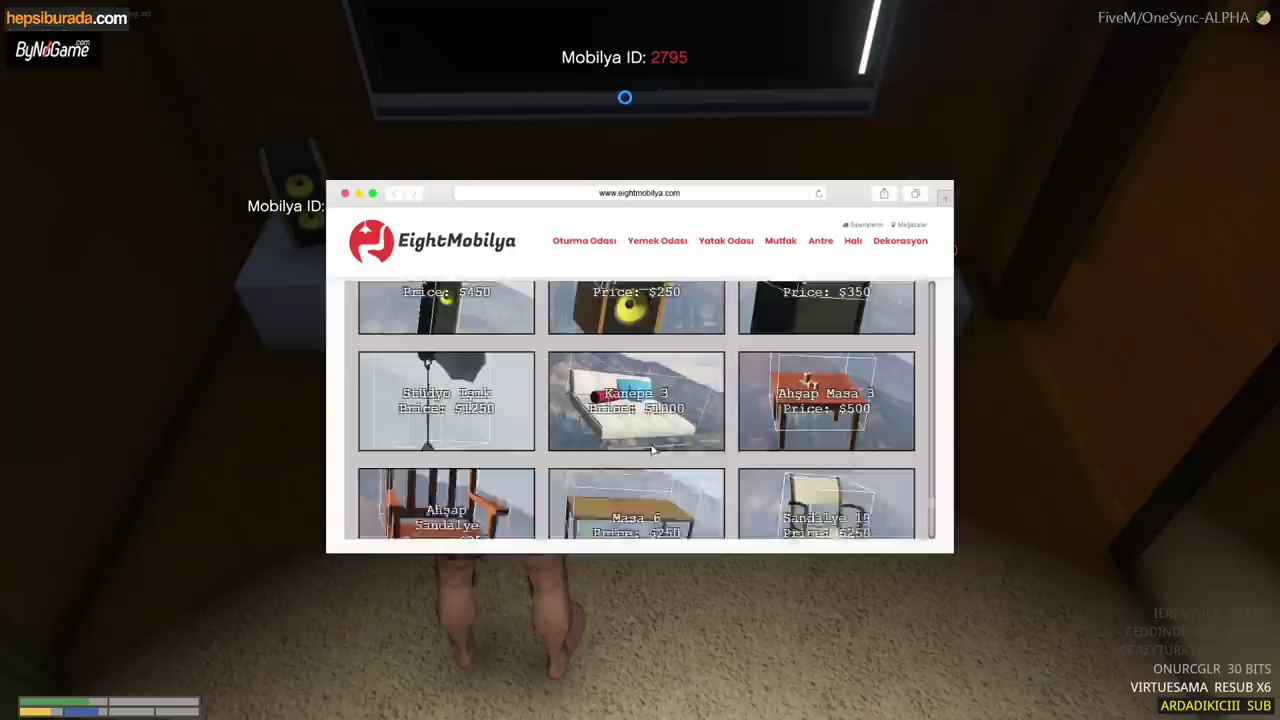 hepsiburada.com
FiveM/OneSync-ALPHA
ByNoGame.com
Mobilya ID: 2795
www.eightmobilya.com
Mobilya ID:
Siparişlerim Mağazalar
EightMobilya
Oturma Odası Yemek Odası Yatak Odası Mutfak Antre Halı Dekorasyon
Price: $450
Price: $250
Price: $350
Stüdyo Işık
Price: $1250
Kanepe 3
Price: $1000
Ahşap Masa 3
Price: $500
Ahşap
Sandalye
Masa 6
Price: $250
Sandalye 18
Price: $250
ONURCGLR 30 BITS
VIRTUESAMA RESUB X6
ARDADIKICIII SUB